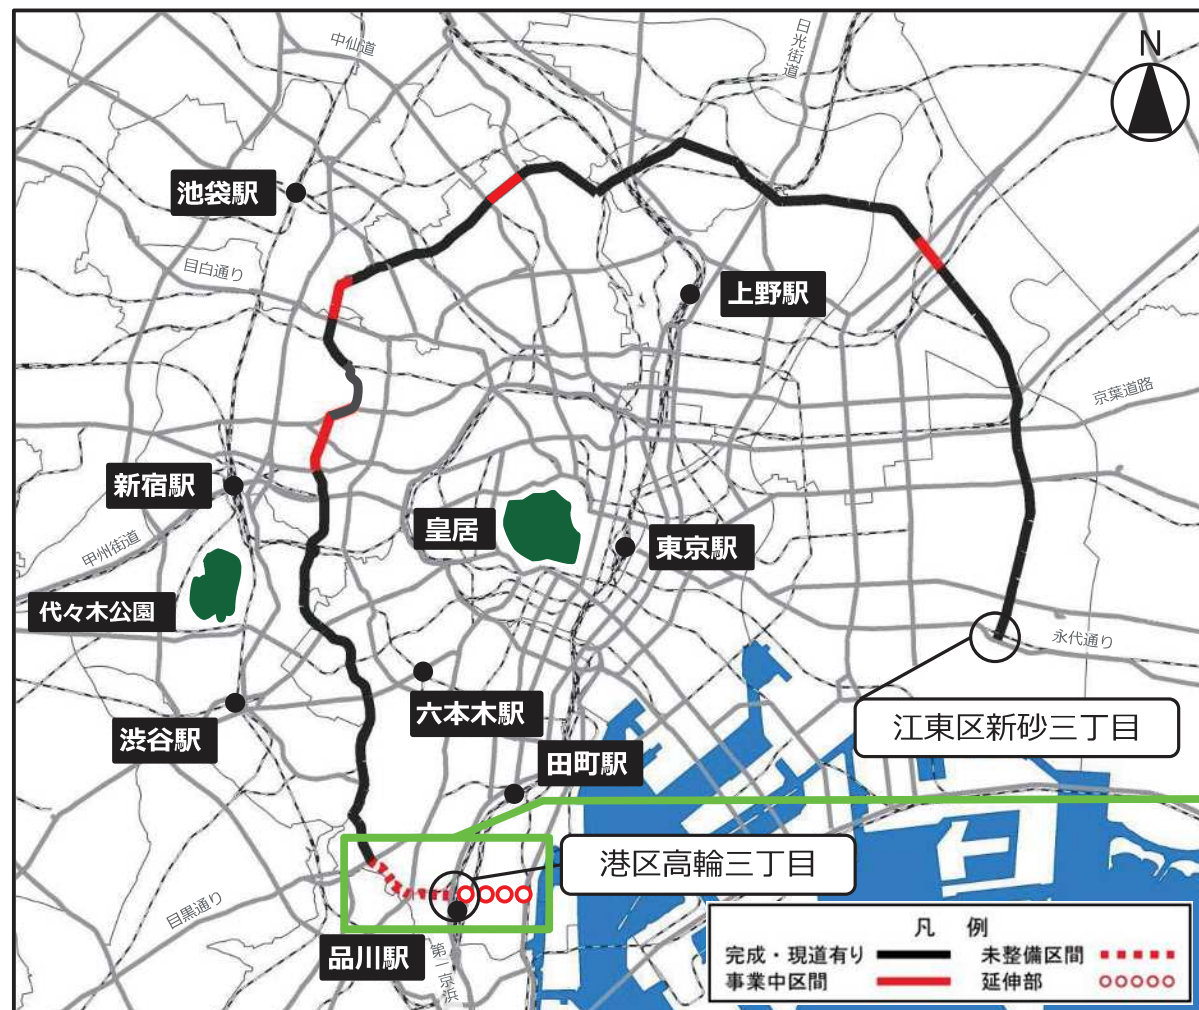 中仙道
日光街道
N
池袋駅
目白通り
上野駅
京葉道路
新宿駅
皇居
東京駅
甲州街道
代々木公園
永代通り
六本木駅
渋谷駅
江東区新砂三丁目
田町駅
港区高輪三丁目
目黒通り
品川駅
第一京浜
凡 例
完成・現道有り 未整備区間
事業中区間 延伸部